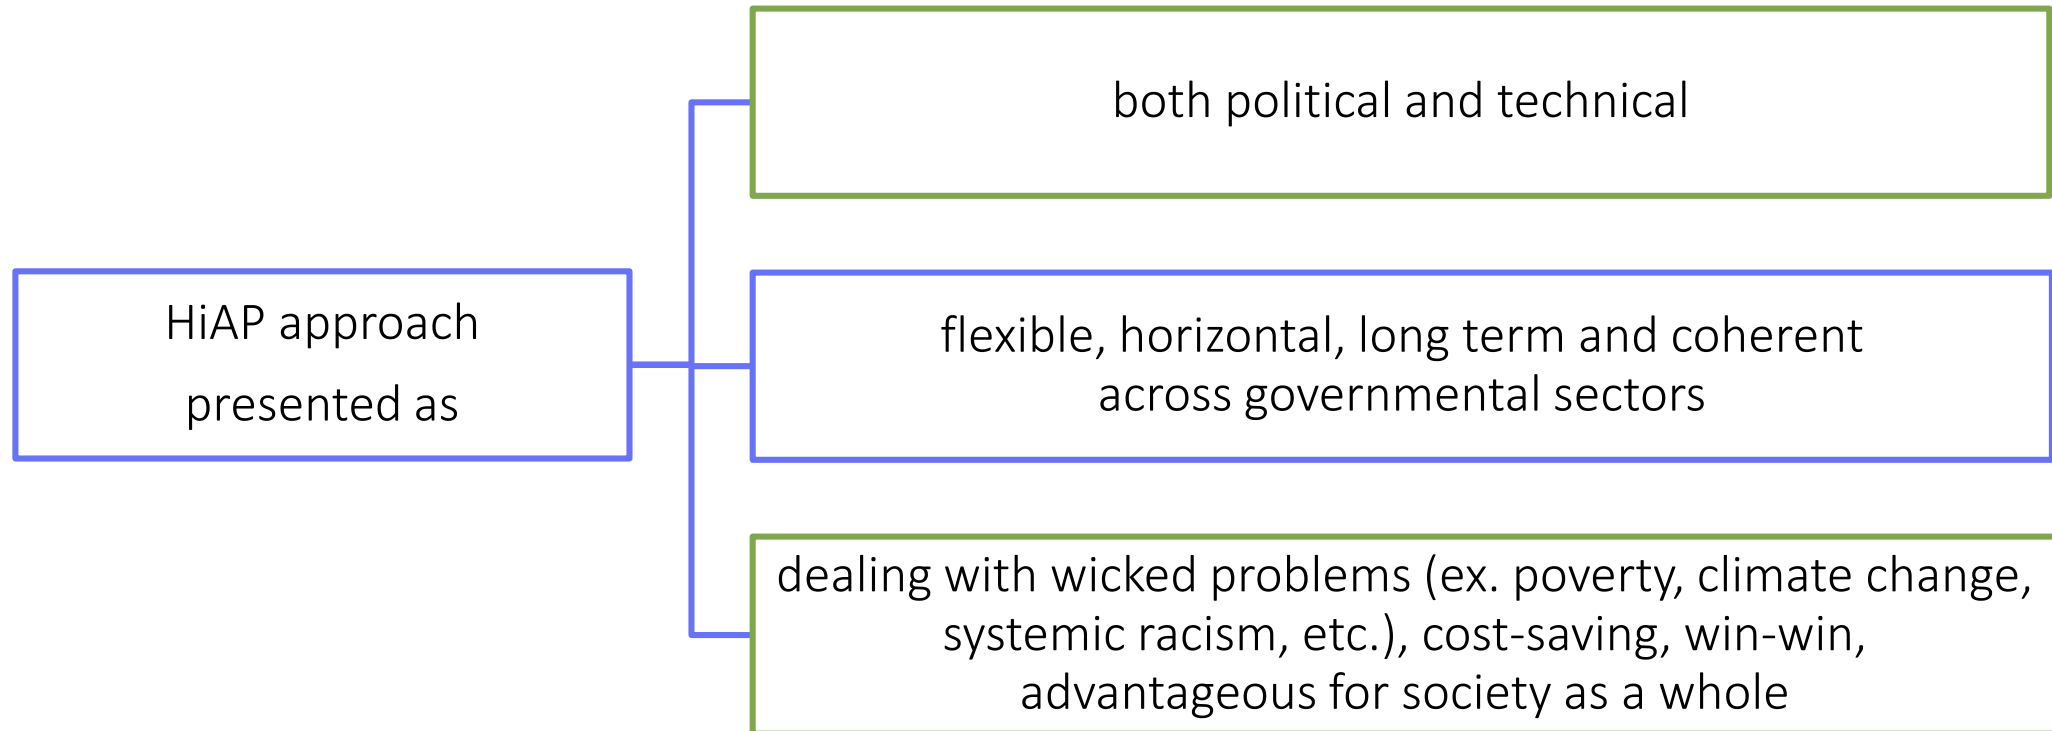 HiAP approach
presented as
both political and technical
flexible, horizontal, long term and coherent
across governmental sectors
dealing with wicked problems (ex. poverty, climate change,
systemic racism, etc.), cost-saving, win-win,
advantageous for society as a whole